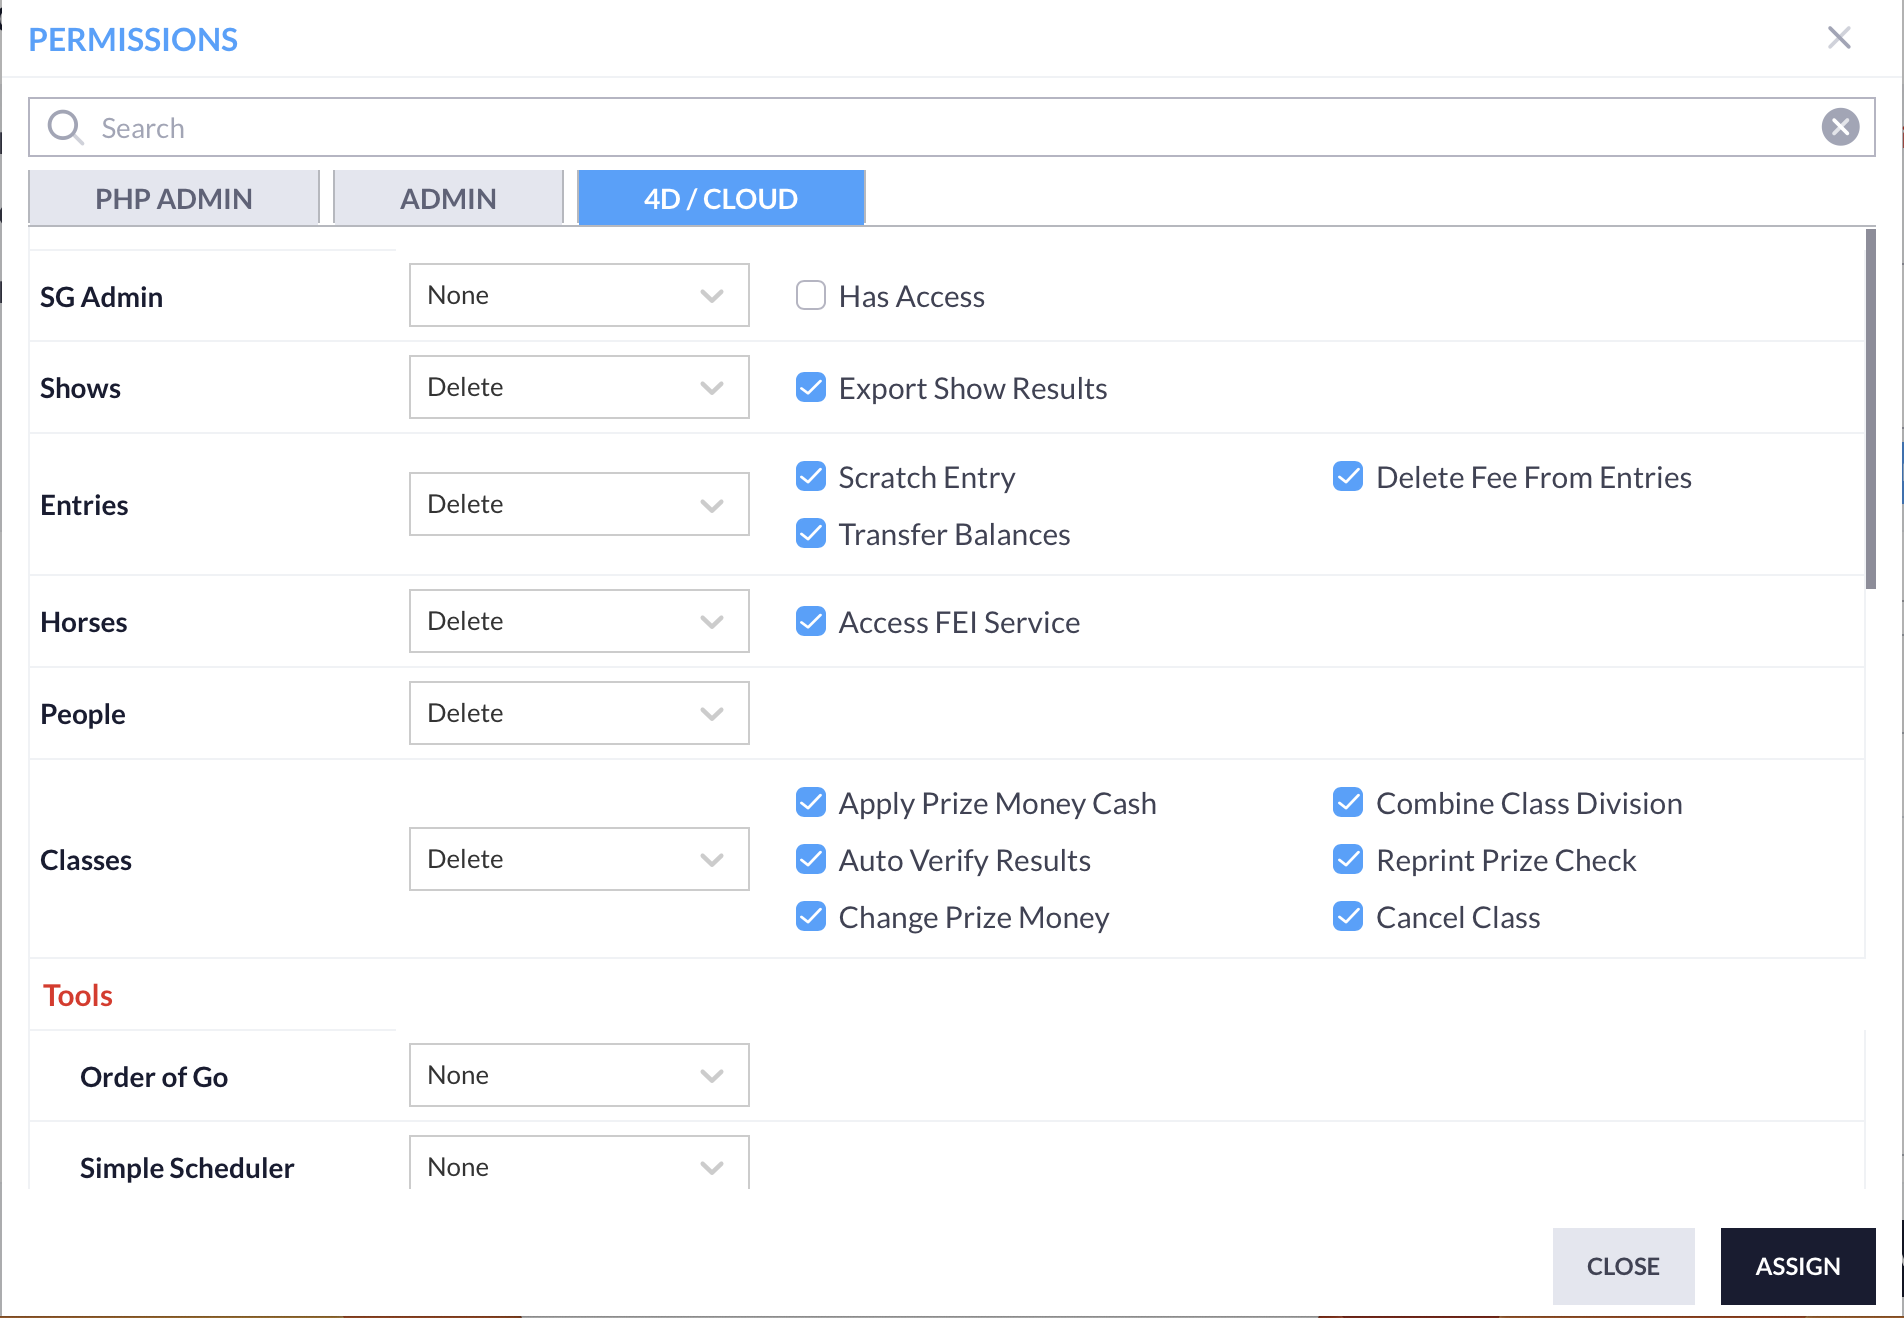 PERMISSIONS
Search
PHP ADMIN
ADMIN
4D / CLOUD
SG Admin
None
Has Access
Shows
Delete
Export Show Results
Entries
Delete
Scratch Entry
Delete Fee From Entries
Transfer Balances
Horses
Delete
Access FEI Service
People
Delete
Classes
Delete
Apply Prize Money Cash
Combine Class Division
Auto Verify Results
Reprint Prize Check
Change Prize Money
Cancel Class
Tools
Order of Go
None
Simple Scheduler
None
CLOSE
ASSIGN